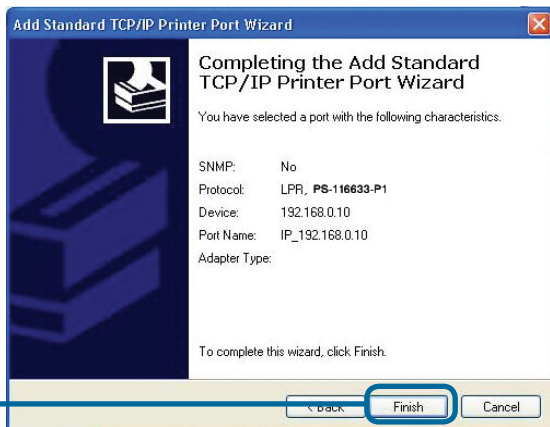 Add Standard TCP/IP Printer Port Wizard
Completing the Add Standard
TCP/IP Printer Port Wizard
You have selected a port with the following characteristics.
SNMP: No
Protocol: LPR, PS-116633-P1
Device: 192.168.0.10
Port Name: IP_192.168.0.10
Adapter Type:
To complete this wizard, click Finish.
< Back Finish Cancel